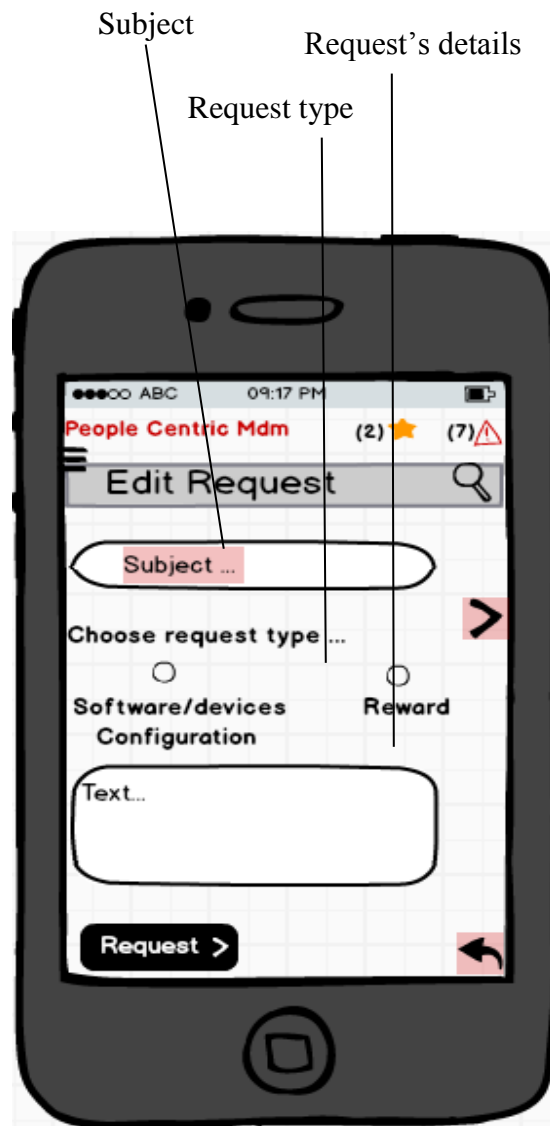 Subject
Request’s details
Request type
ABC 09:17 PM
People Centric Mdm (2) (7)
Edit Request
Subject ...
Choose request type ...
Software/devices Configuration
Reward
Text...
Request >